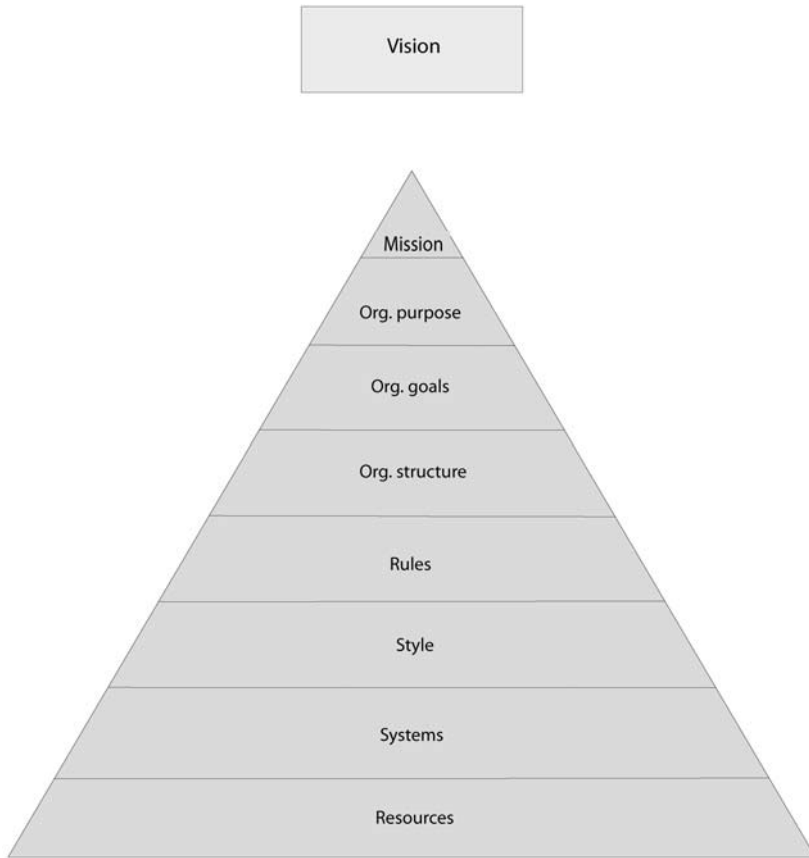 Vision
Mission
Org. purpose
Org. goals
Org. structure
Rules
Style
Systems
Resources